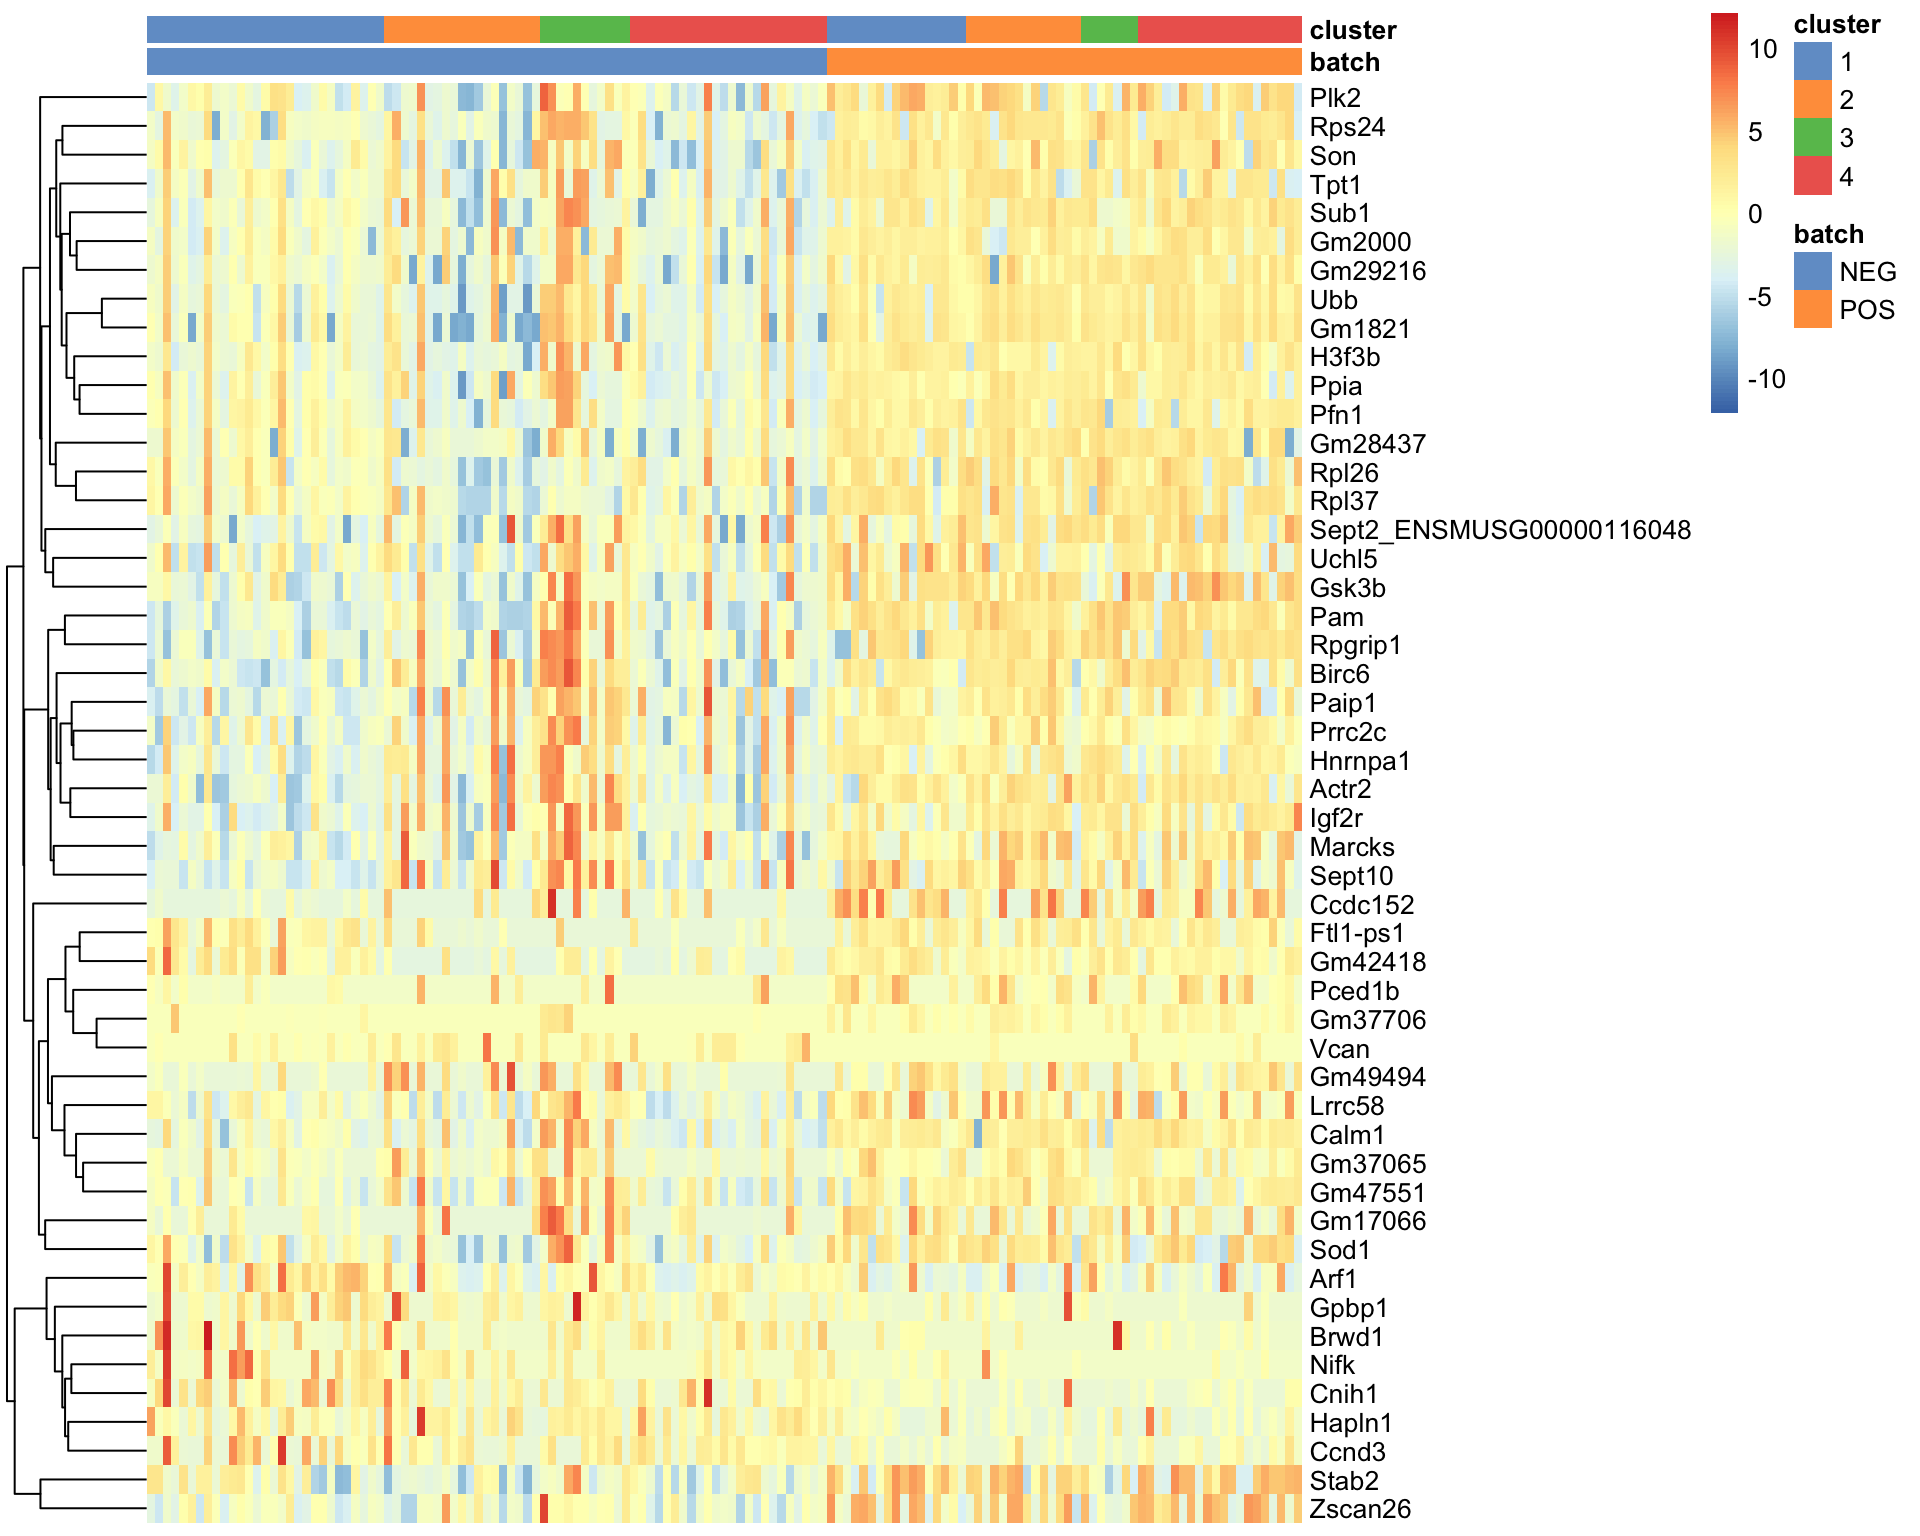 cluster
batch
Plk2
Rps24
Son
Tpt1
Sub1
Gm2000
Gm29216
Ubb
Gm1821
H3f3b
Ppia
Pfn1
Gm28437
Rpl26
Rpl37
Sept2_ENSMUSG00000116048
Uchl5
Gsk3b
Pam
Rpgrip1
Birc6
Paip1
Prrc2c
Hnrnpa1
Actr2
Igf2r
Marcks
Sept10
Ccdc152
Ftl1-ps1
Gm42418
Pced1b
Gm37706
Vcan
Gm49494
Lrrc58
Calm1
Gm37065
Gm47551
Gm17066
Sod1
Arf1
Gpbp1
Brwd1
Nifk
Cnih1
Hapln1
Ccnd3
Stab2
Zscan26
10
5
0
-5
-10
cluster
1
2
3
4
batch
NEG
POS